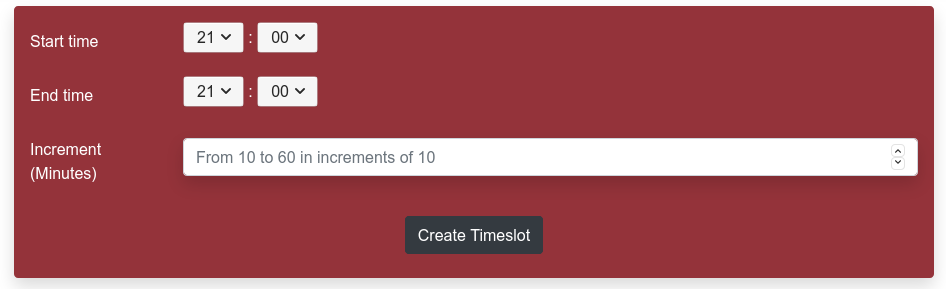 Start time 21 : 00
End time 21 : 00
Increment
(Minutes)
From 10 to 60 in increments of 10
Create Timeslot